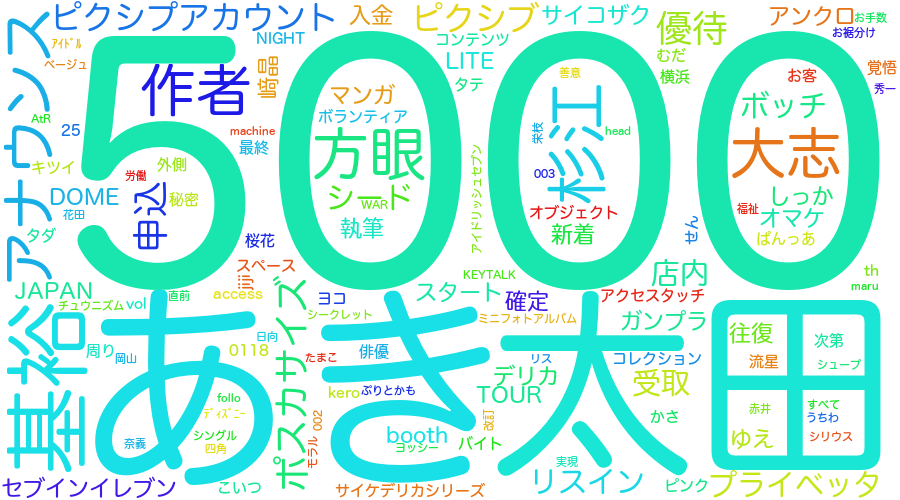 ピクシブアカウント
入金
ピクシブ
サイコザク
優待
アンクロ
お手数
お裾分け
アイドル
NIGHT
コンテンツ
LITE
むだ
ベージュ
崎晶
タテ
善意
横浜
お客
覚悟
秀一
アナウンス
5000
作者
マンガ
ボランティア
杉江
ボッチ
AtR
25
machine
最終
方眼
栄枝
head
大志
キツイ
外側
労働
アイドリッシュセブン
003
DOME
申込
秘密
シード
WAR
オブジェクト
福祉
しっか
オマケ
花田
執筆
新着
せん
ぱんっあ
タダ
桜花
スペース
jiji
KEYTALK
店内
th
maru
JAPAN
チュウニズム
vol
直前
access
ヨコ
スタート
確定
アクセスタッチ
基裕
あき太田
シークレット
ミニフォトアルバム
ガンプラ
往復
次第
周り
岡山
0118
日向
たまこ
俳優
リス
コレクション
流星
シュープ
ポスカサイズ
kero
ぷりとかも
デリカ
TOUR
受取
follo
ディズニー
002
改訂
かさ
赤井
すべて
うちわ
奈義
シングル
四角
モラル
booth
ヨッシー
バイト
ゆえ
シリウス
実現
セブンイレブン
こいつ
サイケデリカシリーズ
リスイン
ピンク
プライベッタ